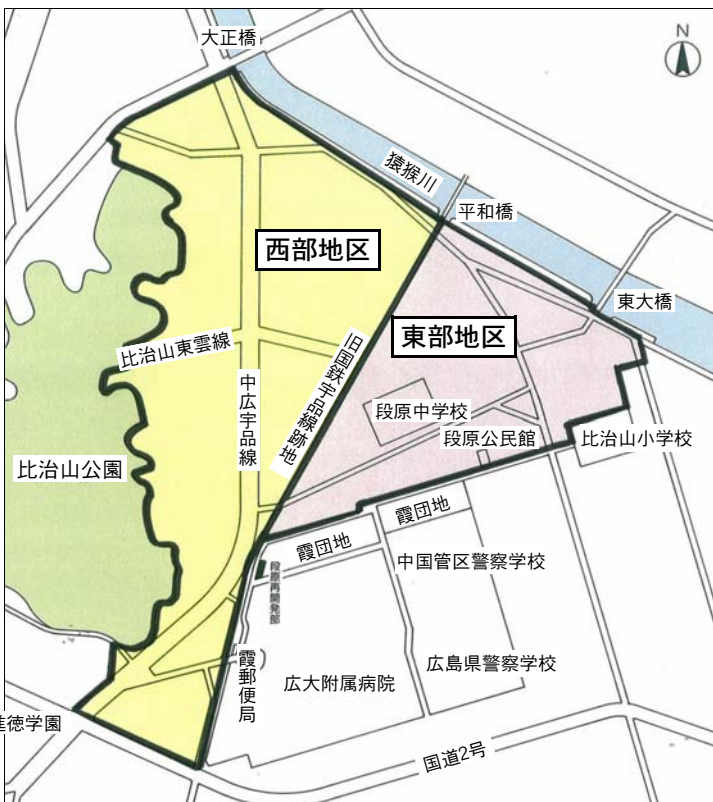 大正橋
N
猿猴川
平和橋
西部地区
東大橋
東部地区
比治山東雲線
旧国鉄宇品線跡地
中広宇品線
段原中学校
段原公民館
比治山小学校
比治山公園
霞団地
霞団地
中国管区警察学校
段原再開発部
広島県警察学校
霞郵便局
広大附属病院
進徳学園
国道2号